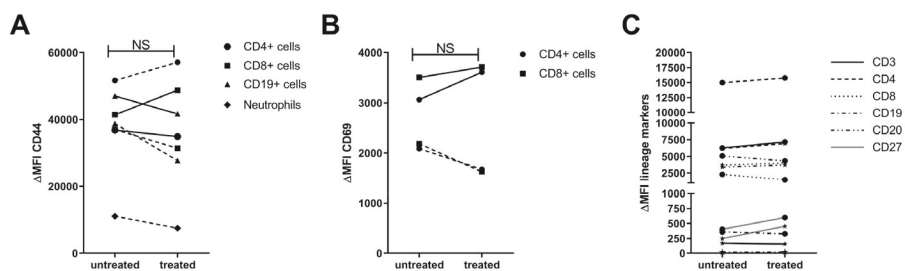 A
NS
ΔMFI CD44
60000
40000
20000
0
untreated treated
CD4+ cells
CD8+ cells
CD19+ cells
Neutrophils
B
NS
ΔMFI CD69
4000
3000
2000
1000
0
untreated treated
CD4+ cells
CD8+ cells
C
ΔMFI lineage markers
20000
17500
15000
12500
10000
10000
7500
5000
2500
750
500
250
0
untreated treated
CD3
CD4
CD8
CD19
CD20
CD27